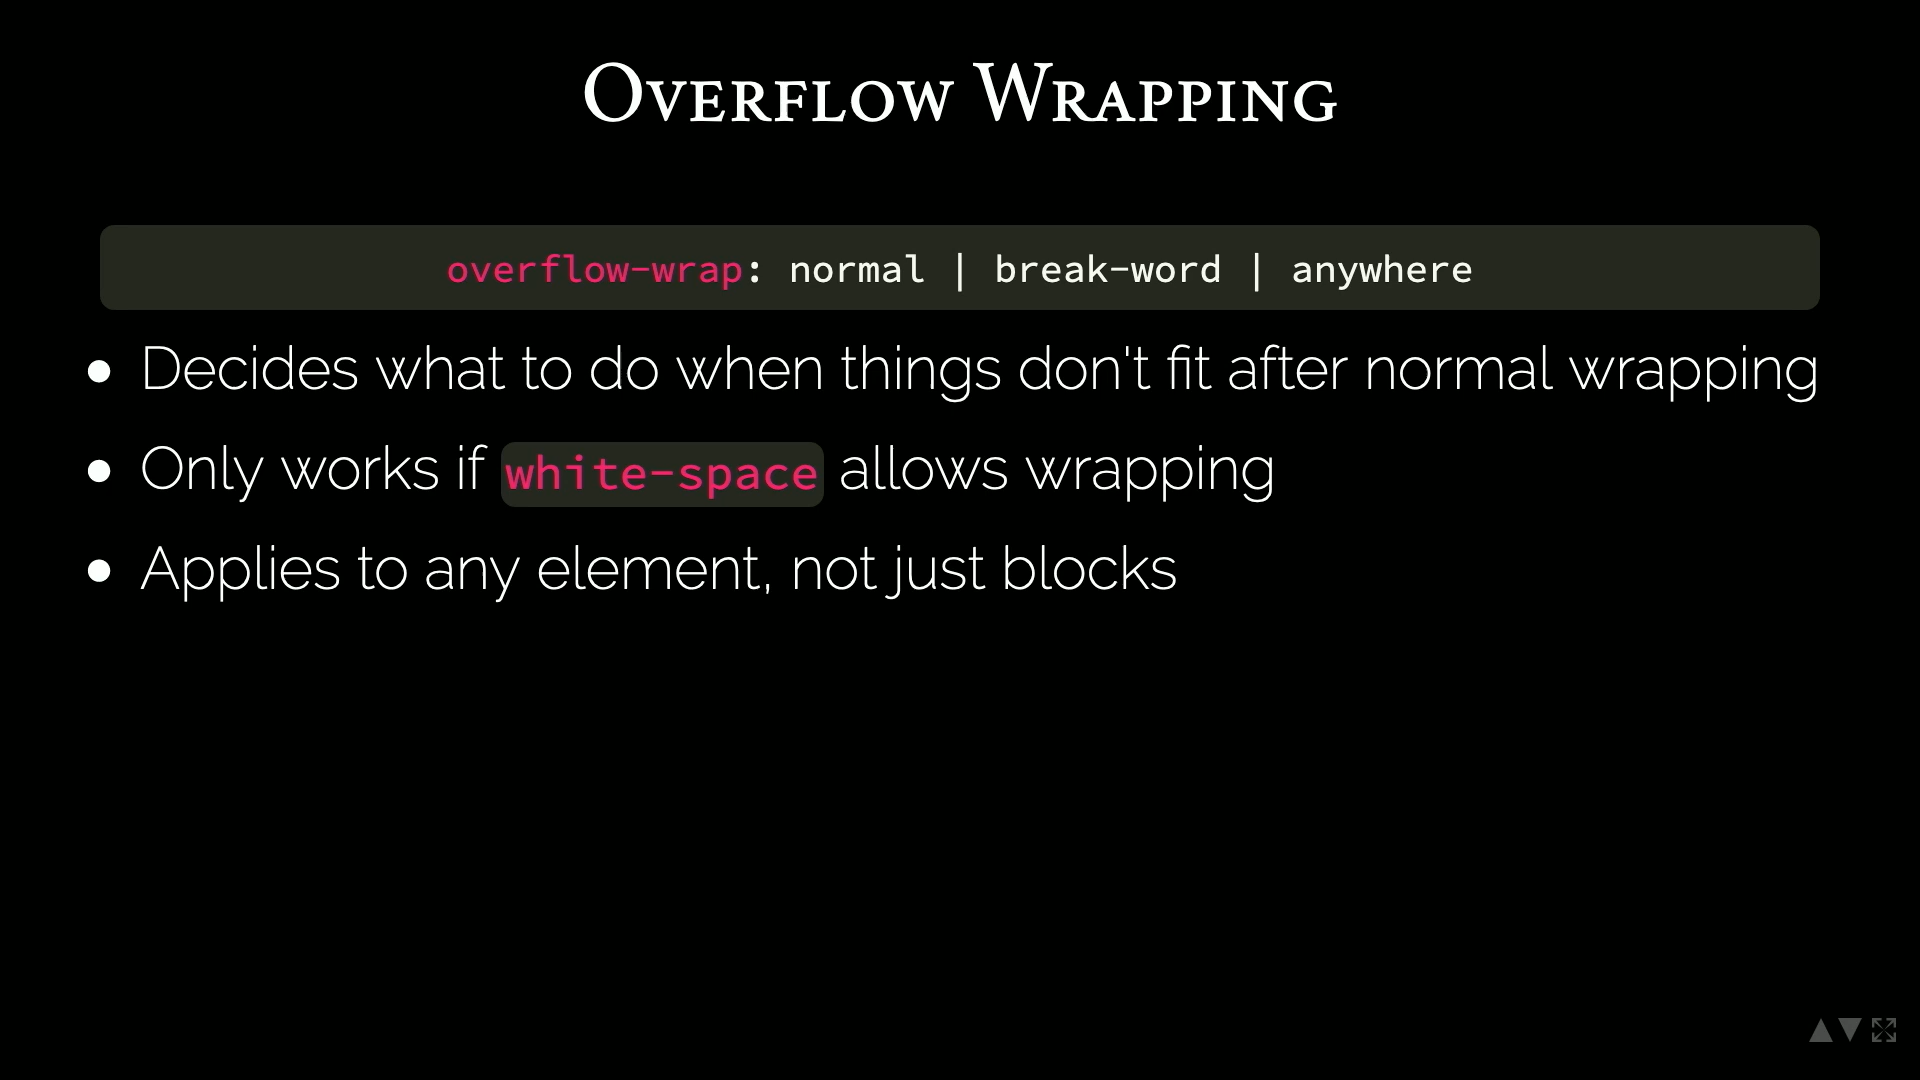 Overflow Wrapping
overflow-wrap: normal | break-word | anywhere
• Decides what to do when things don't fit after normal wrapping
• Only works if white-space allows wrapping
• Applies to any element, not just blocks